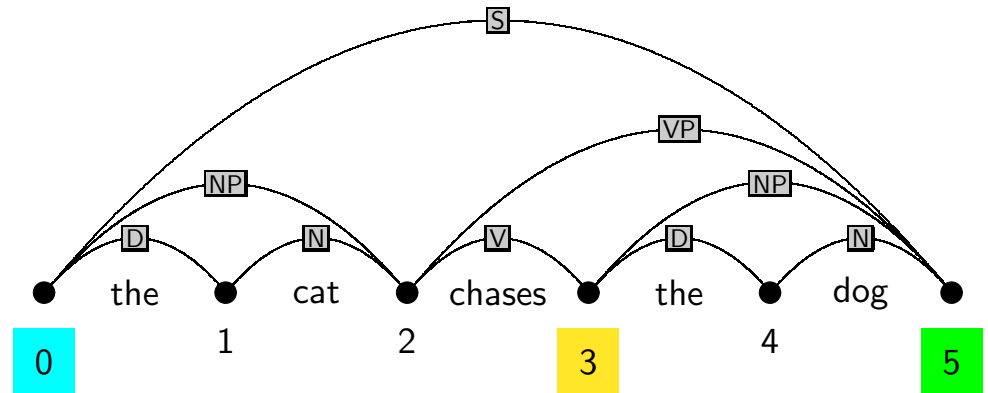 S
VP
NP NP
D N V D N
the cat chases the dog
0 1 2 3 4 5